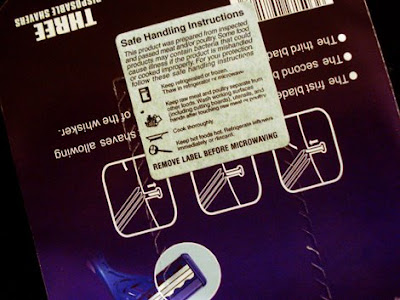 Safe Handling Instructions
This product was prepared from inspected
and passed meat and/or poultry. Some food
products may contain bacteria that could
cause illness if the product is mishandled
or cooked improperly. For your protection,
follow these safe handling instructions.
Keep refrigerated or frozen.
Thaw in refrigerator or microwave.
Keep raw meat and poultry separate from
other foods. Wash working surfaces
(including cutting boards), utensils, and
hands after touching raw meat or poultry.
Cook thoroughly.
Keep hot foods hot. Refrigerate leftovers
immediately or discard.
REMOVE LABEL BEFORE MICROWAVING
shaves allowing
of the whisker.
● The frist blade
● The second blad
● The third blad
THREE
DISPOSABLE SHAVERS